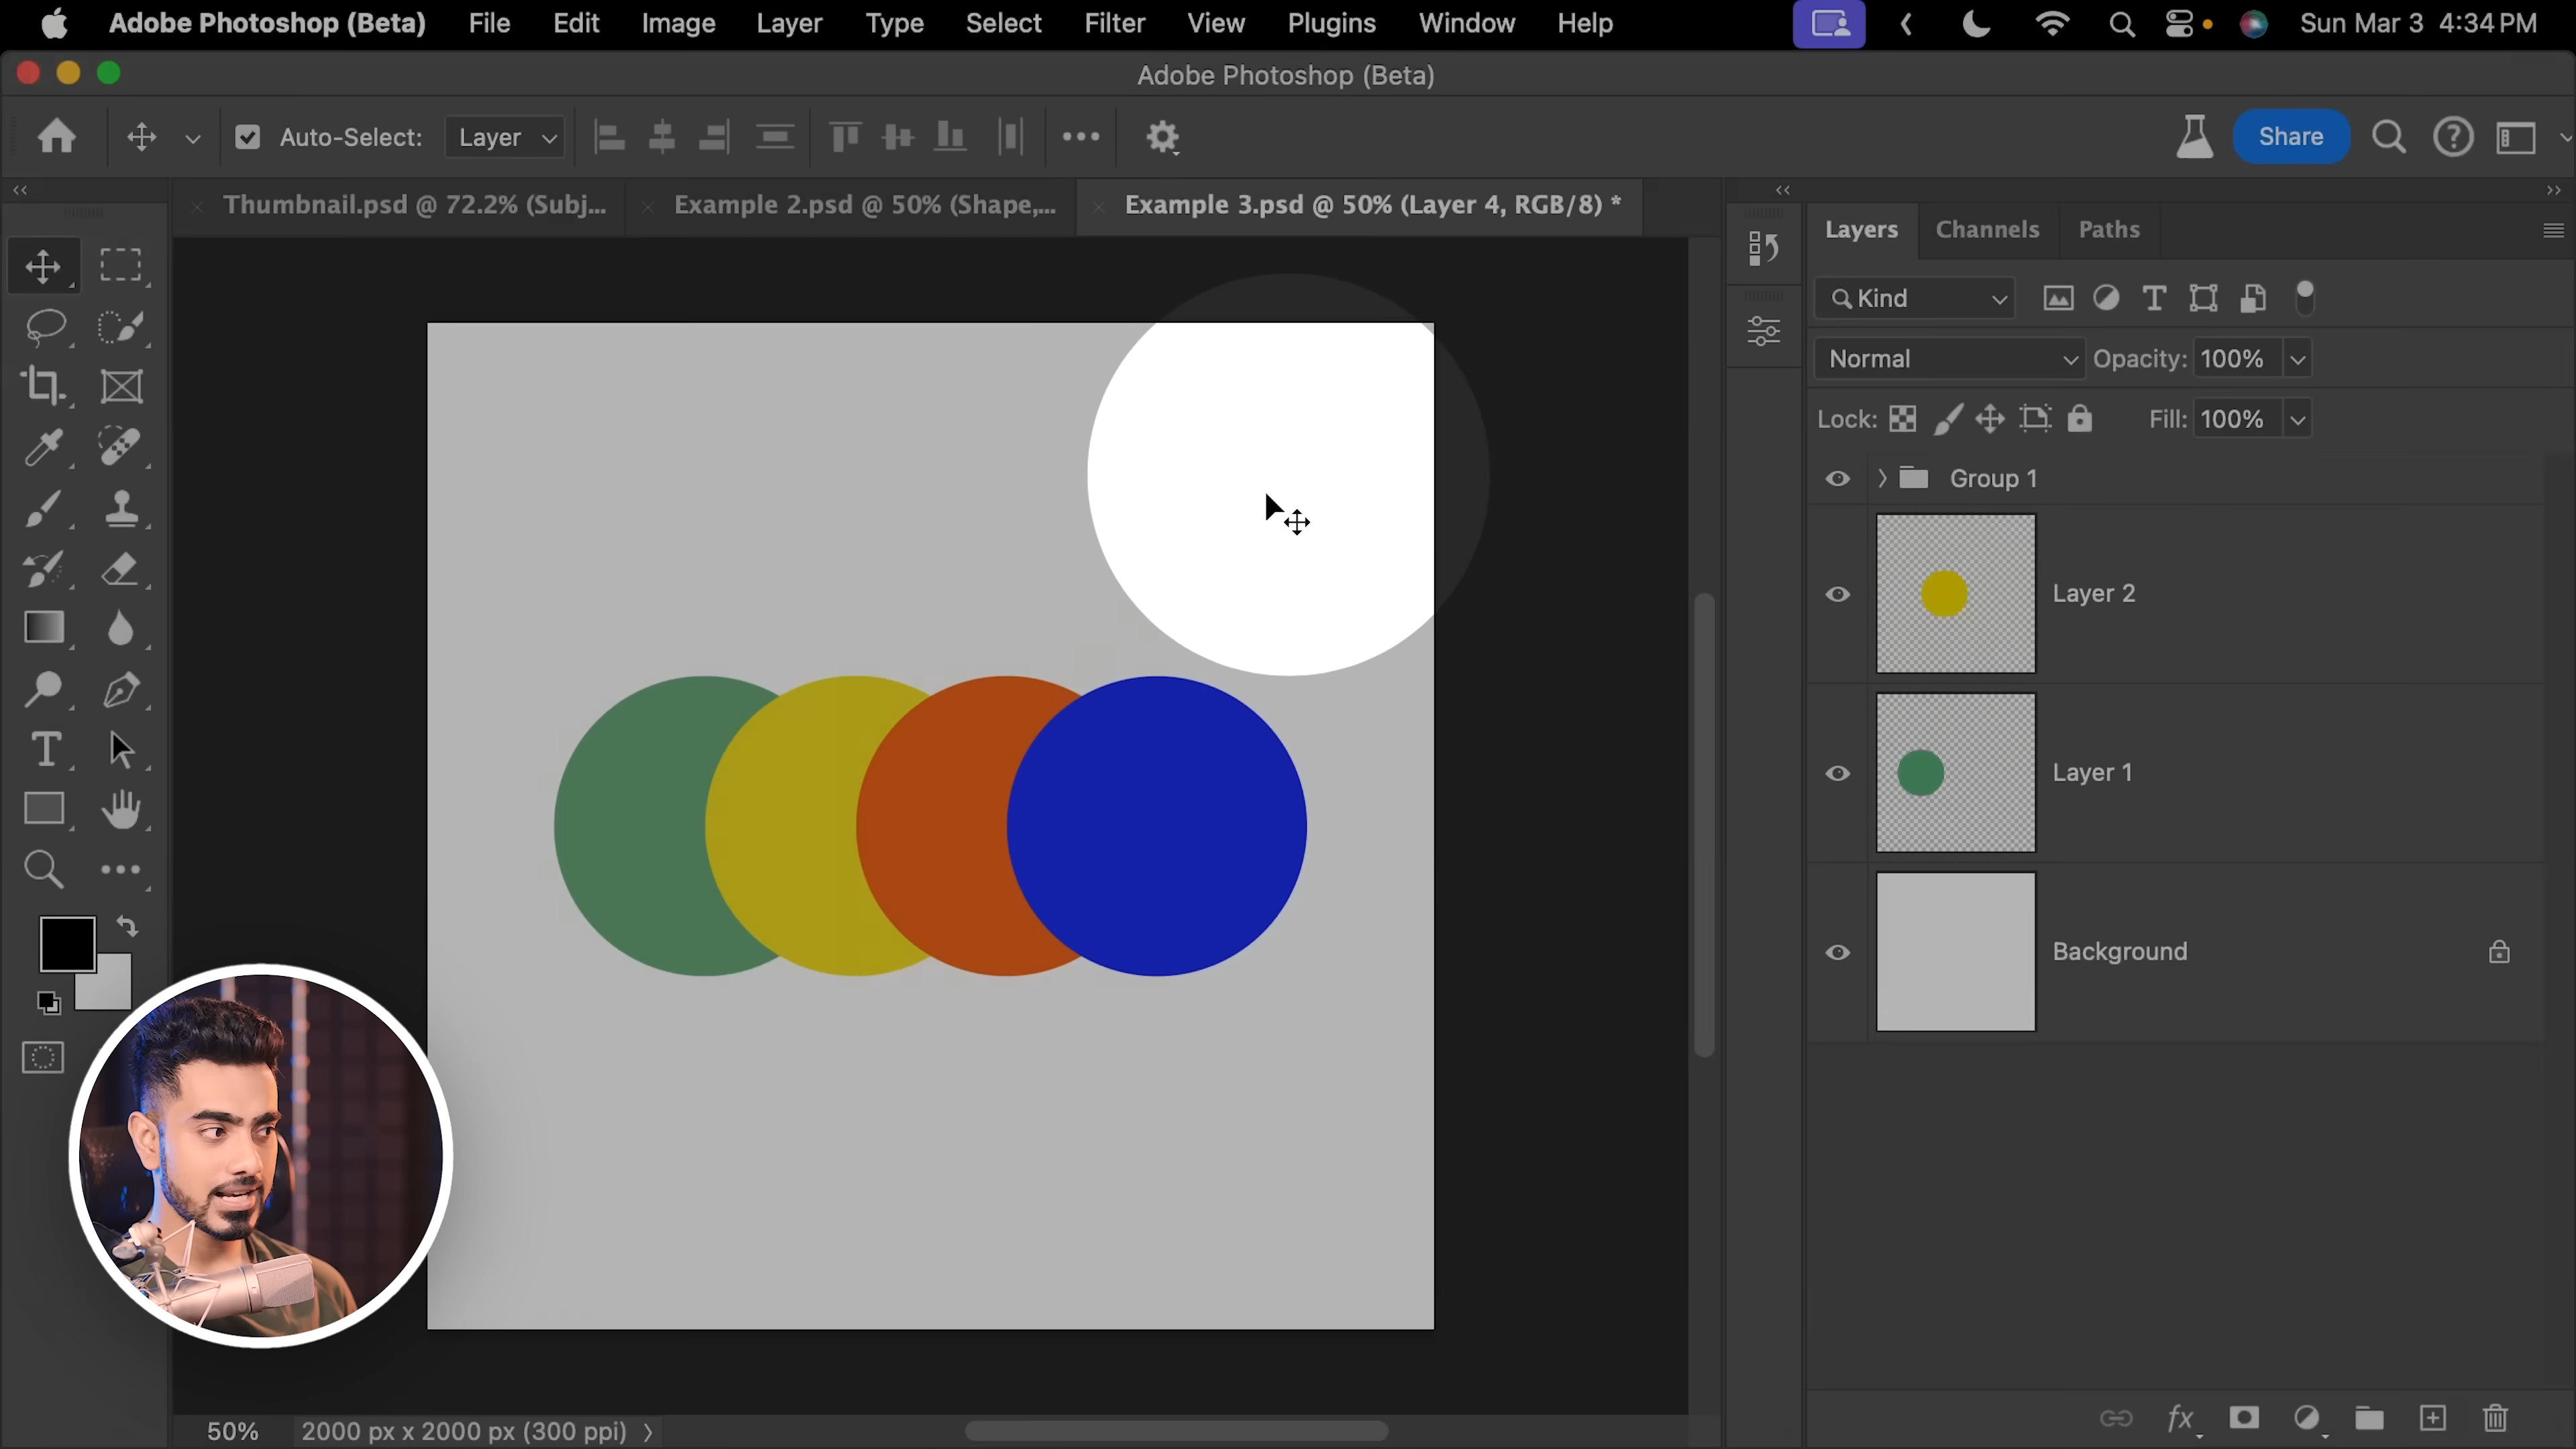 Adobe Photoshop (Beta) File Edit Image Layer Type Select Filter View Plugins Window Help Sun Mar 3 4:34 PM
Adobe Photoshop (Beta)
Auto-Select: Layer Share
Thumbnail.psd @ 72.2% (Subj... Example 2.psd @ 50% (Shape,... Example 3.psd @ 50% (Layer 4, RGB/8) *
Layers Channels Paths
Kind
Normal Opacity: 100%
Lock: Fill: 100%
Group 1
Layer 2
Layer 1
Background
50% 2000 px x 2000 px (300 ppi)
fx